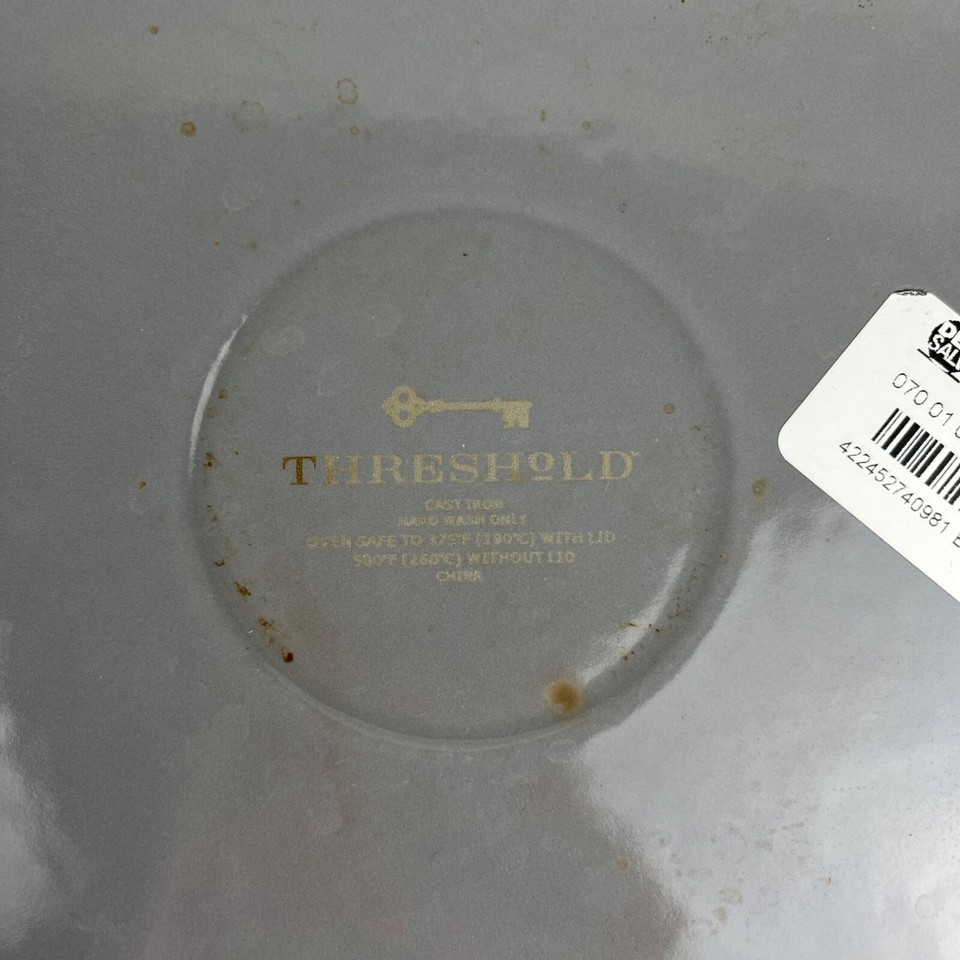 THRESHOLD™
CAST IRON
HAND WASH ONLY
OVEN SAFE TO 375°F (190°C) WITH LID
500°F (260°C) WITHOUT LID
CHINA
070 01
422452740981